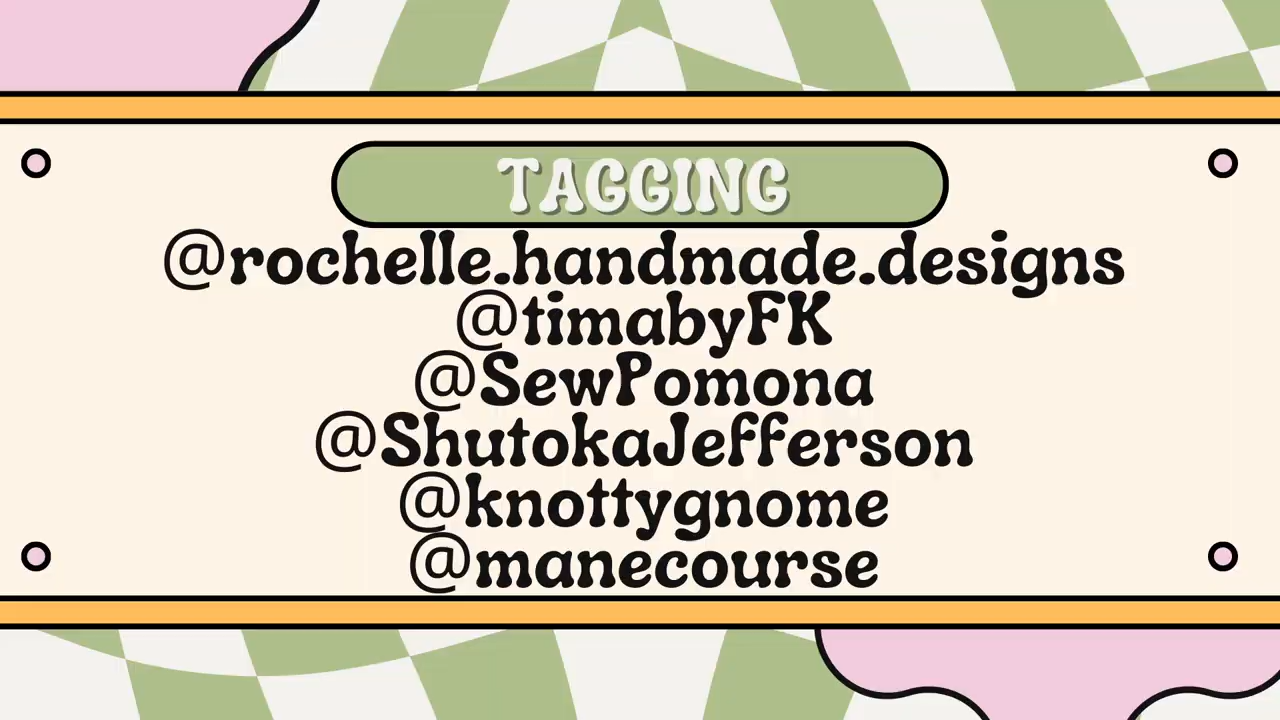 TAGGING
@rochelle.handmade.designs
@timabyFK
@SewPomona
@ShutokaJefferson
@knottygnome
@manecourse